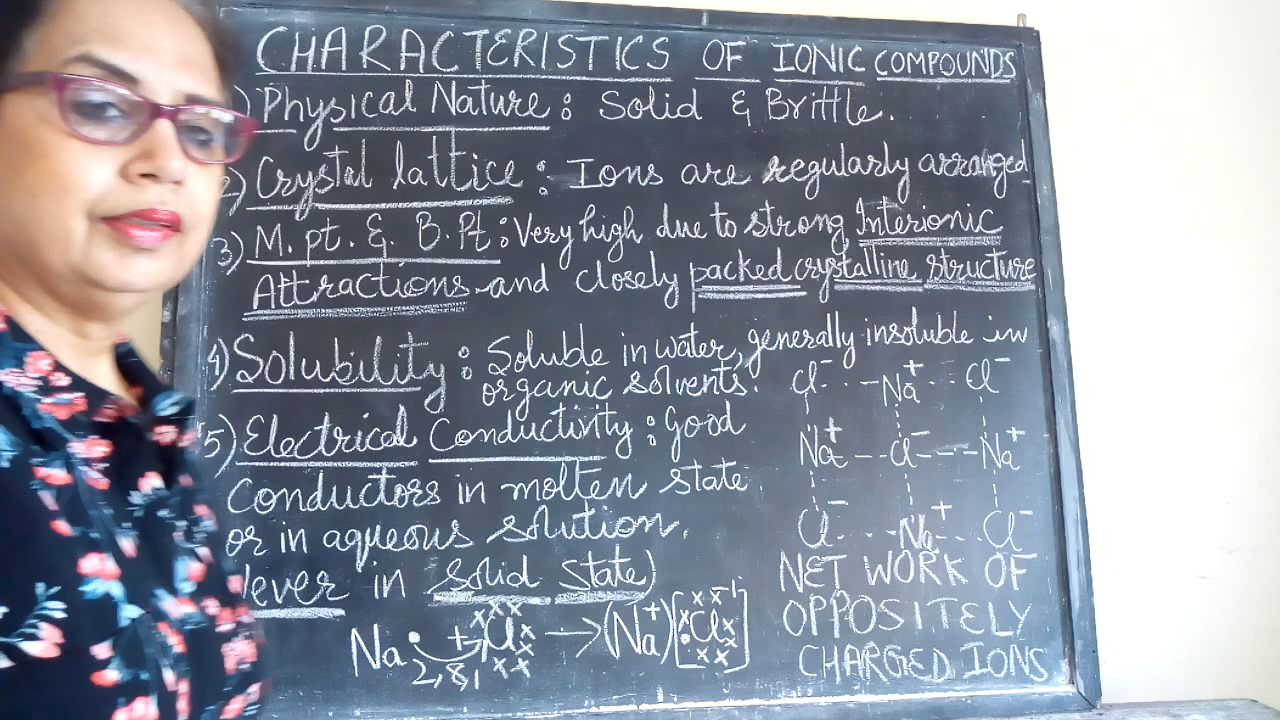 CHARACTERISTICS OF IONIC COMPOUNDS
) Physical Nature : Solid & Brittle.
2) Crystal lattice : Ions are regularly arranged
3) M. pt. & B. Pt : Very high due to strong Interionic
Attractions and closely packed crystalline structure
4) Solubility : Soluble in water, generally insoluble in
organic solvents.
5) Electrical Conductivity : Good
conductors in molten state
or in aqueous solution.
lever in solid state)
Cl⁻ Na⁺ Cl⁻
Na⁺ Cl⁻ Na⁺
Cl⁻ Na⁺ Cl⁻
NET WORK OF
OPPOSITELY
CHARGED IONS
Na• + Cl → (Na⁺) [Cl]⁻¹
2,8,1